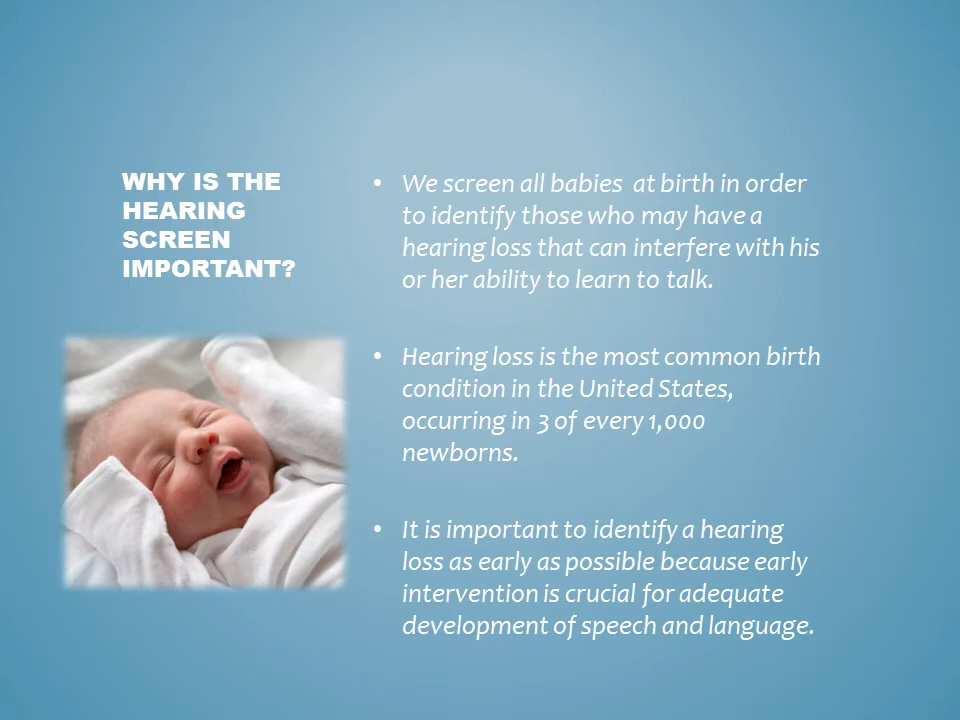 WHY IS THE
HEARING
SCREEN
IMPORTANT?
• We screen all babies  at birth in order
to identify those who may have a
hearing loss that can interfere with his
or her ability to learn to talk.
• Hearing loss is the most common birth
condition in the United States,
occurring in 3 of every 1,000
newborns.
• It is important to identify a hearing
loss as early as possible because early
intervention is crucial for adequate
development of speech and language.